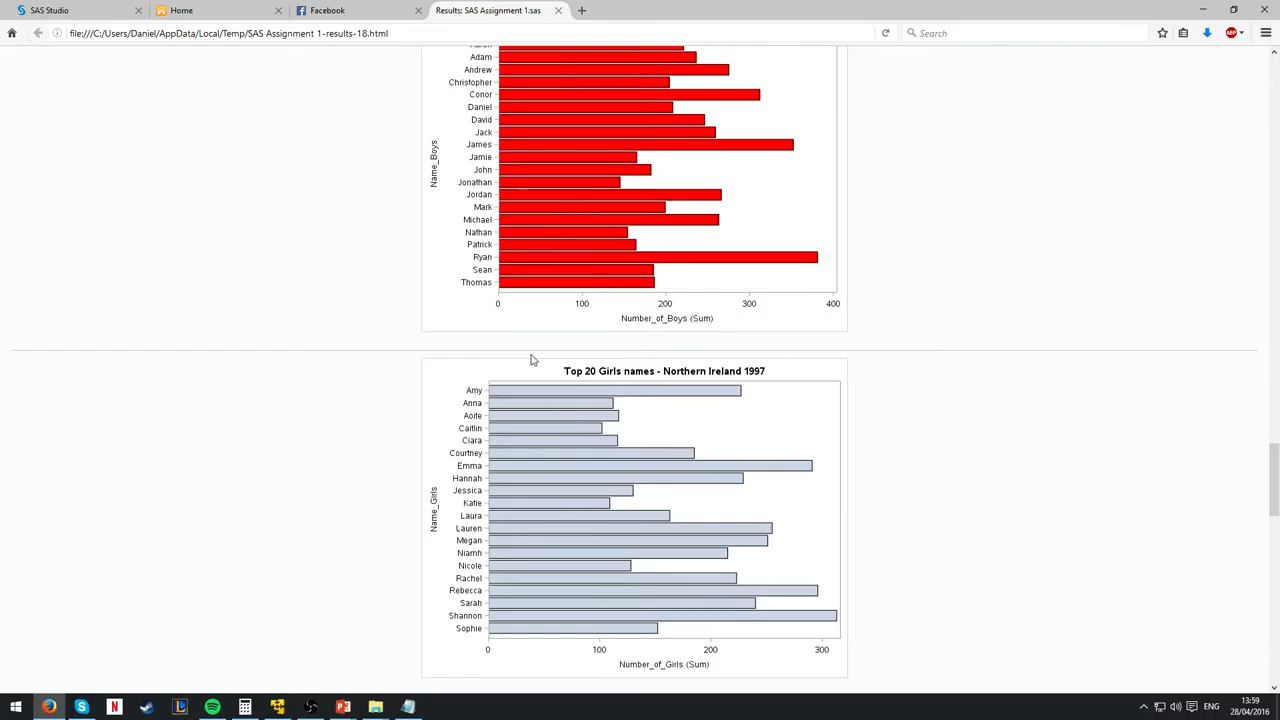 SAS Studio
Home
Facebook
Results: SAS Assignment 1.sas
file:///C:/Users/Daniel/AppData/Local/Temp/SAS Assignment 1-results-18.html
Search
ABP
Adam
Andrew
Christopher
Conor
Daniel
David
Jack
James
Jamie
John
Jonathan
Jordan
Mark
Michael
Nathan
Patrick
Ryan
Sean
Thomas
Name_Boys
0 100 200 300 400
Number_of_Boys (Sum)
Top 20 Girls names - Northern Ireland 1997
Amy
Anna
Aoife
Caitlin
Ciara
Courtney
Emma
Hannah
Jessica
Katie
Laura
Lauren
Megan
Niamh
Nicole
Rachel
Rebecca
Sarah
Shannon
Sophie
Name_Girls
0 100 200 300
Number_of_Girls (Sum)
ENG
13:59
28/04/2016